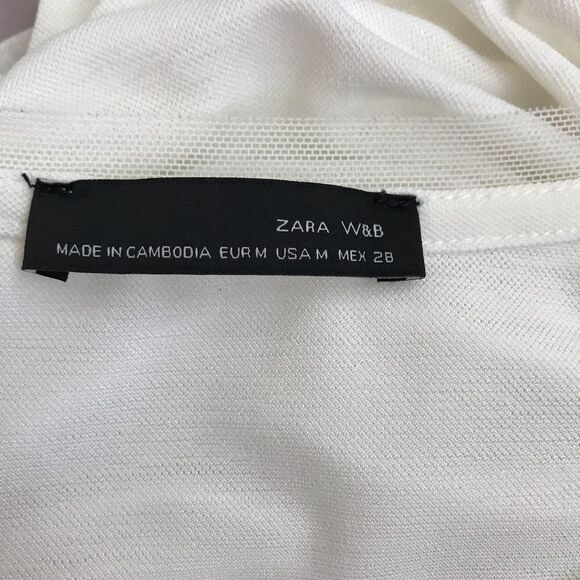 ZARA W&B
MADE IN CAMBODIA EUR M USA M MEX 28